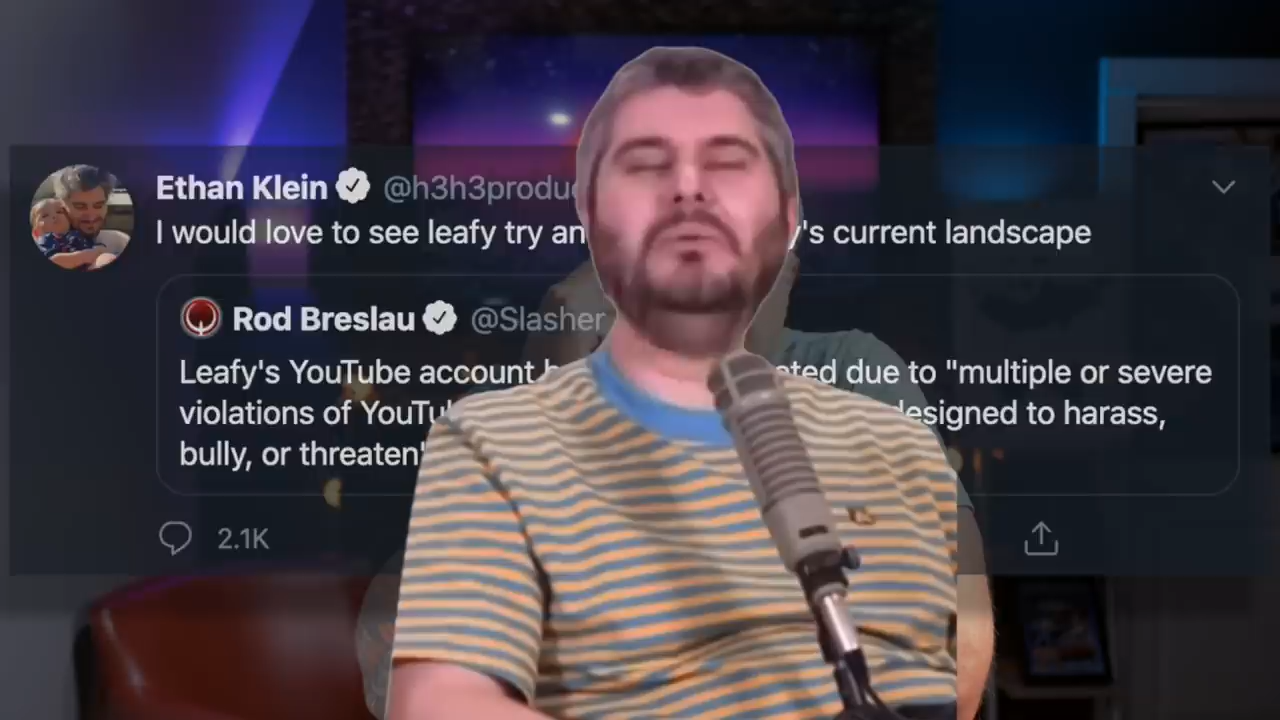 Ethan Klein @h3h3produc
I would love to see leafy try an y's current landscape
Rod Breslau @Slasher
Leafy's YouTube account b ted due to "multiple or severe
violations of YouTu designed to harass,
bully, or threaten"
2.1K